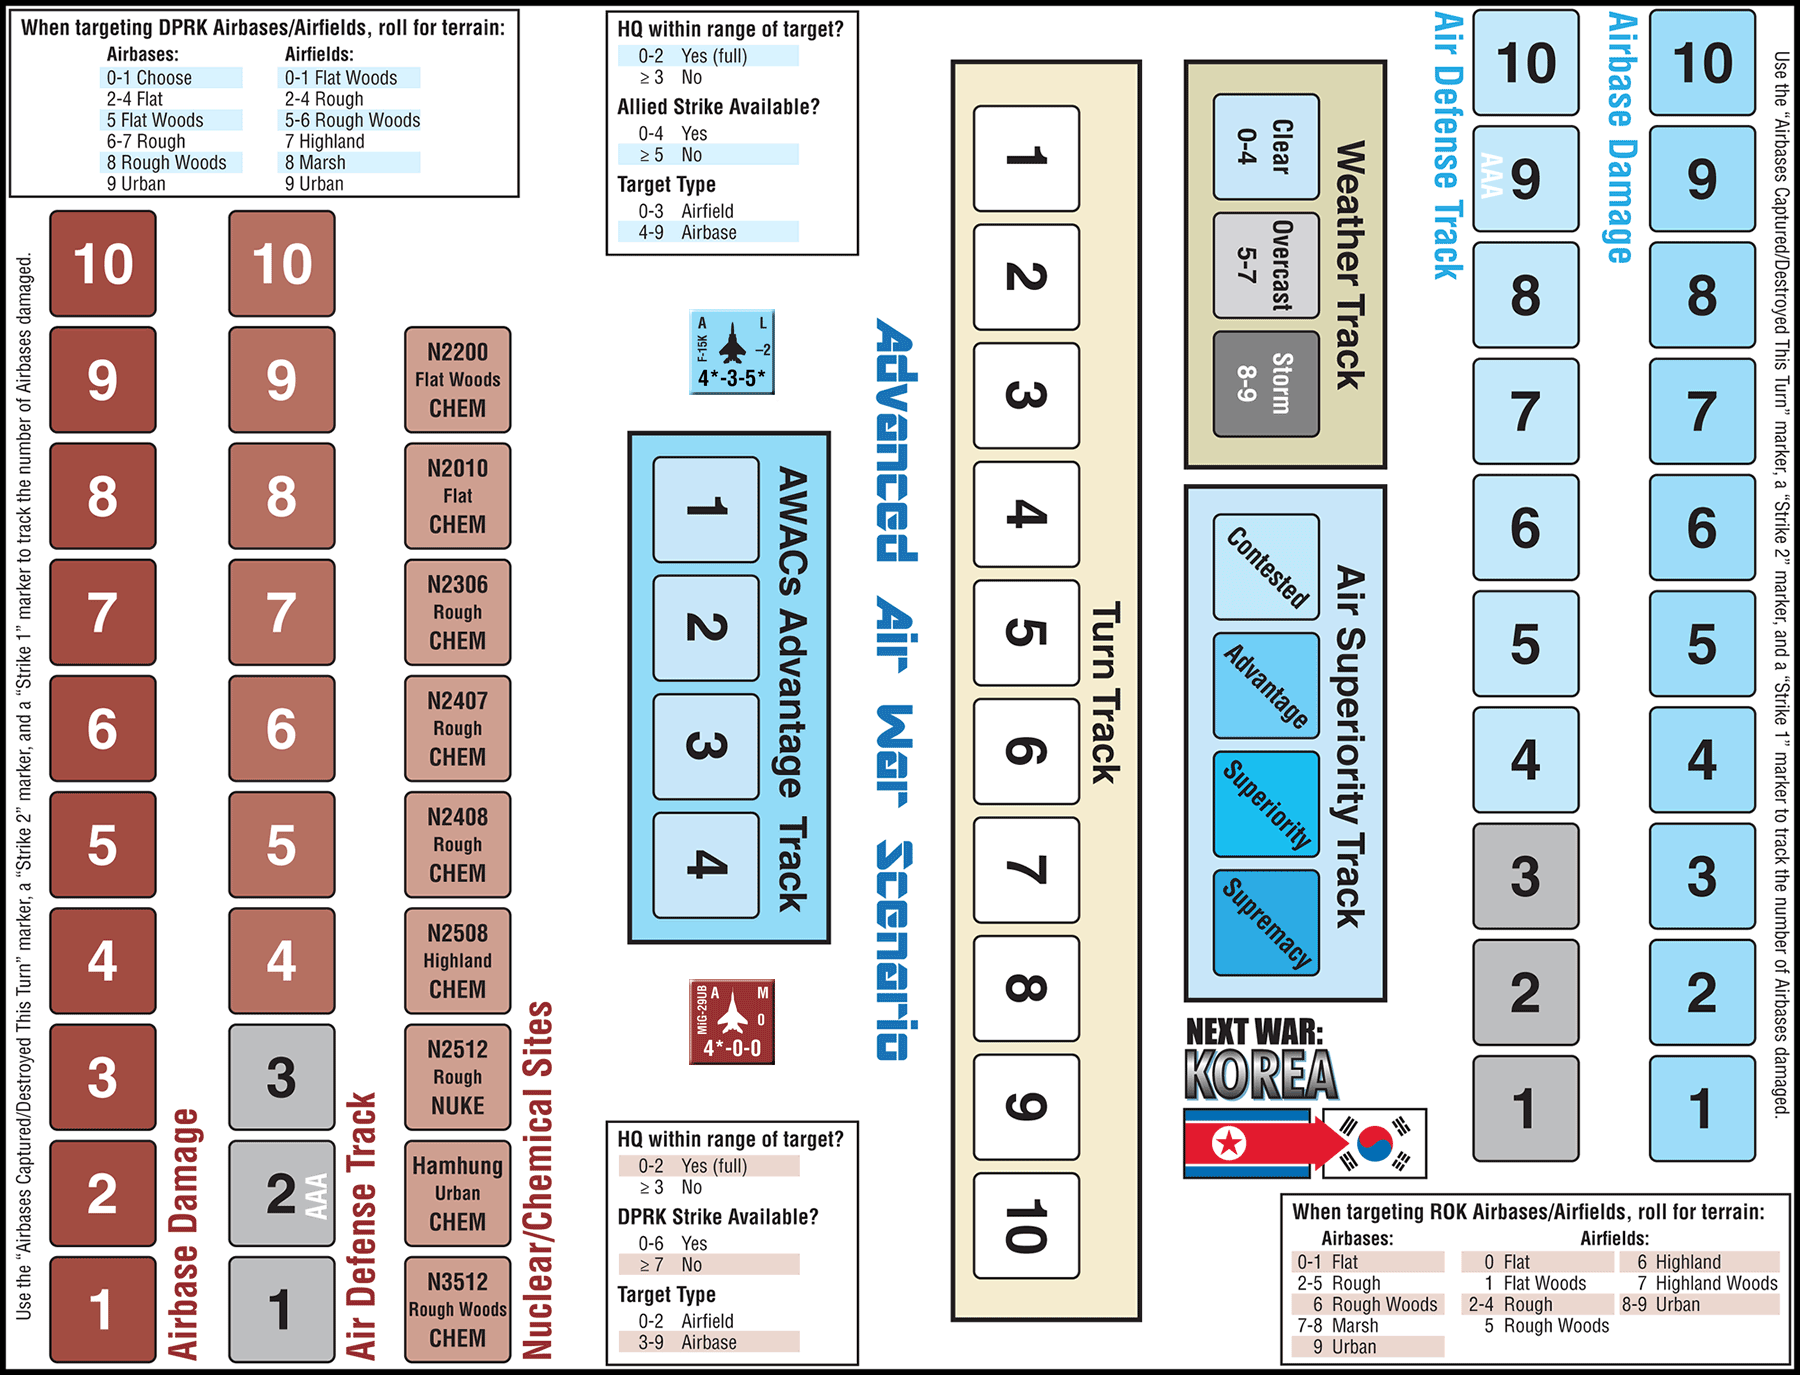 When targeting DPRK Airbases/Airfields, roll for terrain:
Airbases:
0-1 Choose
2-4 Flat
5 Flat Woods
6-7 Rough
8 Rough Woods
9 Urban
Airfields:
0-1 Flat Woods
2-4 Rough
5-6 Rough Woods
7 Highland
8 Marsh
9 Urban
Use the “Airbases Captured/Destroyed This Turn” marker, a “Strike 2” marker, and a “Strike 1” marker to track the number of Airbases damaged.
10
9
8
7
6
5
4
3
2
1
Airbase Damage
10
9
8
7
6
5
4
3
2
AAA
1
Air Defense Track
N2200
Flat Woods
CHEM
N2010
Flat
CHEM
N2306
Rough
CHEM
N2407
Rough
CHEM
N2408
Rough
CHEM
N2508
Highland
CHEM
N2512
Rough
NUKE
Hamhung
Urban
CHEM
N3512
Rough Woods
CHEM
Nuclear/Chemical Sites
HQ within range of target?
0-2 Yes (full)
≥ 3 No
Allied Strike Available?
0-4 Yes
≥ 5 No
Target Type
0-3 Airfield
4-9 Airbase
A
L
F-15K
–2
4*-3-5*
AWACs Advantage Track
1
2
3
4
A
M
MiG-29UB
0
4*-0-0
HQ within range of target?
0-2 Yes (full)
≥ 3 No
DPRK Strike Available?
0-6 Yes
≥ 7 No
Target Type
0-2 Airfield
3-9 Airbase
Advanced Air War Scenario
Turn Track
1
2
3
4
5
6
7
8
9
10
Weather Track
Clear
0-4
Overcast
5-7
Storm
8-9
Air Superiority Track
Contested
Advantage
Superiority
Supremacy
NEXT WAR:
KOREA
Air Defense Track
10
9
AAA
8
7
6
5
4
3
2
1
Airbase Damage
10
9
8
7
6
5
4
3
2
1
Use the “Airbases Captured/Destroyed This Turn” marker, a “Strike 2” marker, and a “Strike 1” marker to track the number of Airbases damaged.
When targeting ROK Airbases/Airfields, roll for terrain:
Airbases:
0-1 Flat
2-5 Rough
6 Rough Woods
7-8 Marsh
9 Urban
Airfields:
0 Flat
1 Flat Woods
2-4 Rough
5 Rough Woods
6 Highland
7 Highland Woods
8-9 Urban